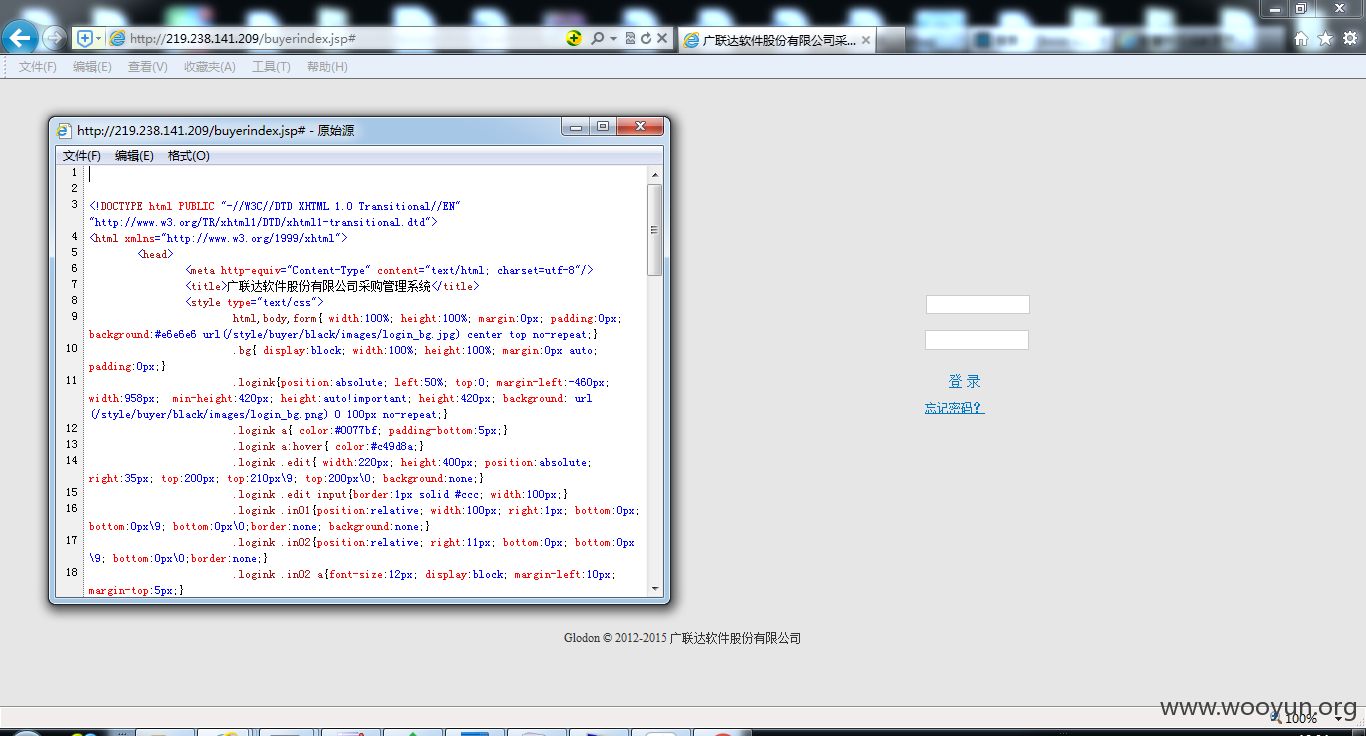 http://219.238.141.209/buyerindex.jsp#
广联达软件股份有限公司采...
文件(F) 编辑(E) 查看(V) 收藏夹(A) 工具(T) 帮助(H)
http://219.238.141.209/buyerindex.jsp# - 原始源
文件(F) 编辑(E) 格式(O)
1
2
3 <!DOCTYPE html PUBLIC "-//W3C//DTD XHTML 1.0 Transitional//EN"
"http://www.w3.org/TR/xhtml1/DTD/xhtml1-transitional.dtd">
4 <html xmlns="http://www.w3.org/1999/xhtml">
5 <head>
6 <meta http-equiv="Content-Type" content="text/html; charset=utf-8"/>
7 <title>广联达软件股份有限公司采购管理系统</title>
8 <style type="text/css">
9 html,body,form{ width:100%; height:100%; margin:0px; padding:0px;
background:#e6e6e6 url(/style/buyer/black/images/login_bg.jpg) center top no-repeat;}
10 .bg{ display:block; width:100%; height:100%; margin:0px auto;
padding:0px;}
11 .logink{position:absolute; left:50%; top:0; margin-left:-460px;
width:958px; min-height:420px; height:auto!important; height:420px; background: url
(/style/buyer/black/images/login_bg.png) 0 100px no-repeat;}
12 .logink a{ color:#0077bf; padding-bottom:5px;}
13 .logink a:hover{ color:#c49d8a;}
14 .logink .edit{ width:220px; height:400px; position:absolute;
right:35px; top:200px; top:210px\9; top:200px\0; background:none;}
15 .logink .edit input{border:1px solid #ccc; width:100px;}
16 .logink .in01{position:relative; width:100px; right:1px; bottom:0px;
bottom:0px\9; bottom:0px\0;border:none; background:none;}
17 .logink .in02{position:relative; right:11px; bottom:0px; bottom:0px
\9; bottom:0px\0;border:none;}
18 .logink .in02 a{font-size:12px; display:block; margin-left:10px;
margin-top:5px;}
登 录
忘记密码?
Glodon © 2012-2015 广联达软件股份有限公司
www.wooyun.org
100%